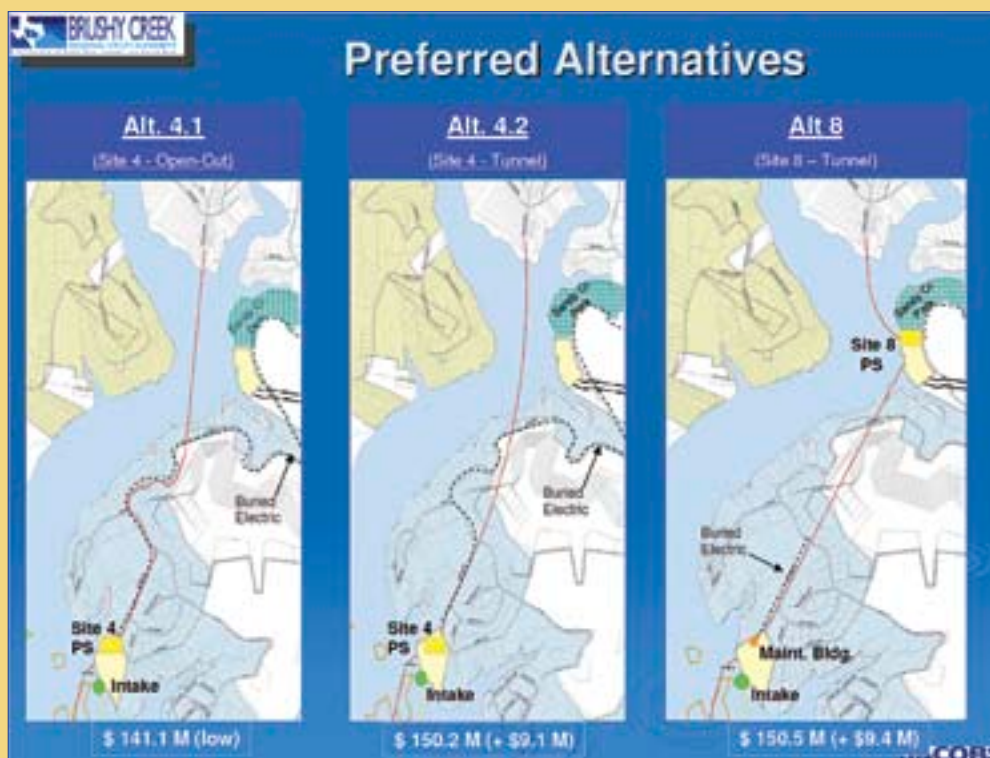 BRUSHY CREEK
Preferred Alternatives
Alt. 4.1
(Site 4 - Open-Cut)
Buried
Electric
Site 4
PS
Intake
$ 141.1 M (low)
Alt. 4.2
(Site 4 - Tunnel)
Buried
Electric
Site 4
PS
Intake
$ 150.2 M (+ $9.1 M)
Alt 8
(Site 8 – Tunnel)
Site 8
PS
Buried
Electric
Maint. Bldg.
Intake
$ 150.5 M (+ $9.4 M)